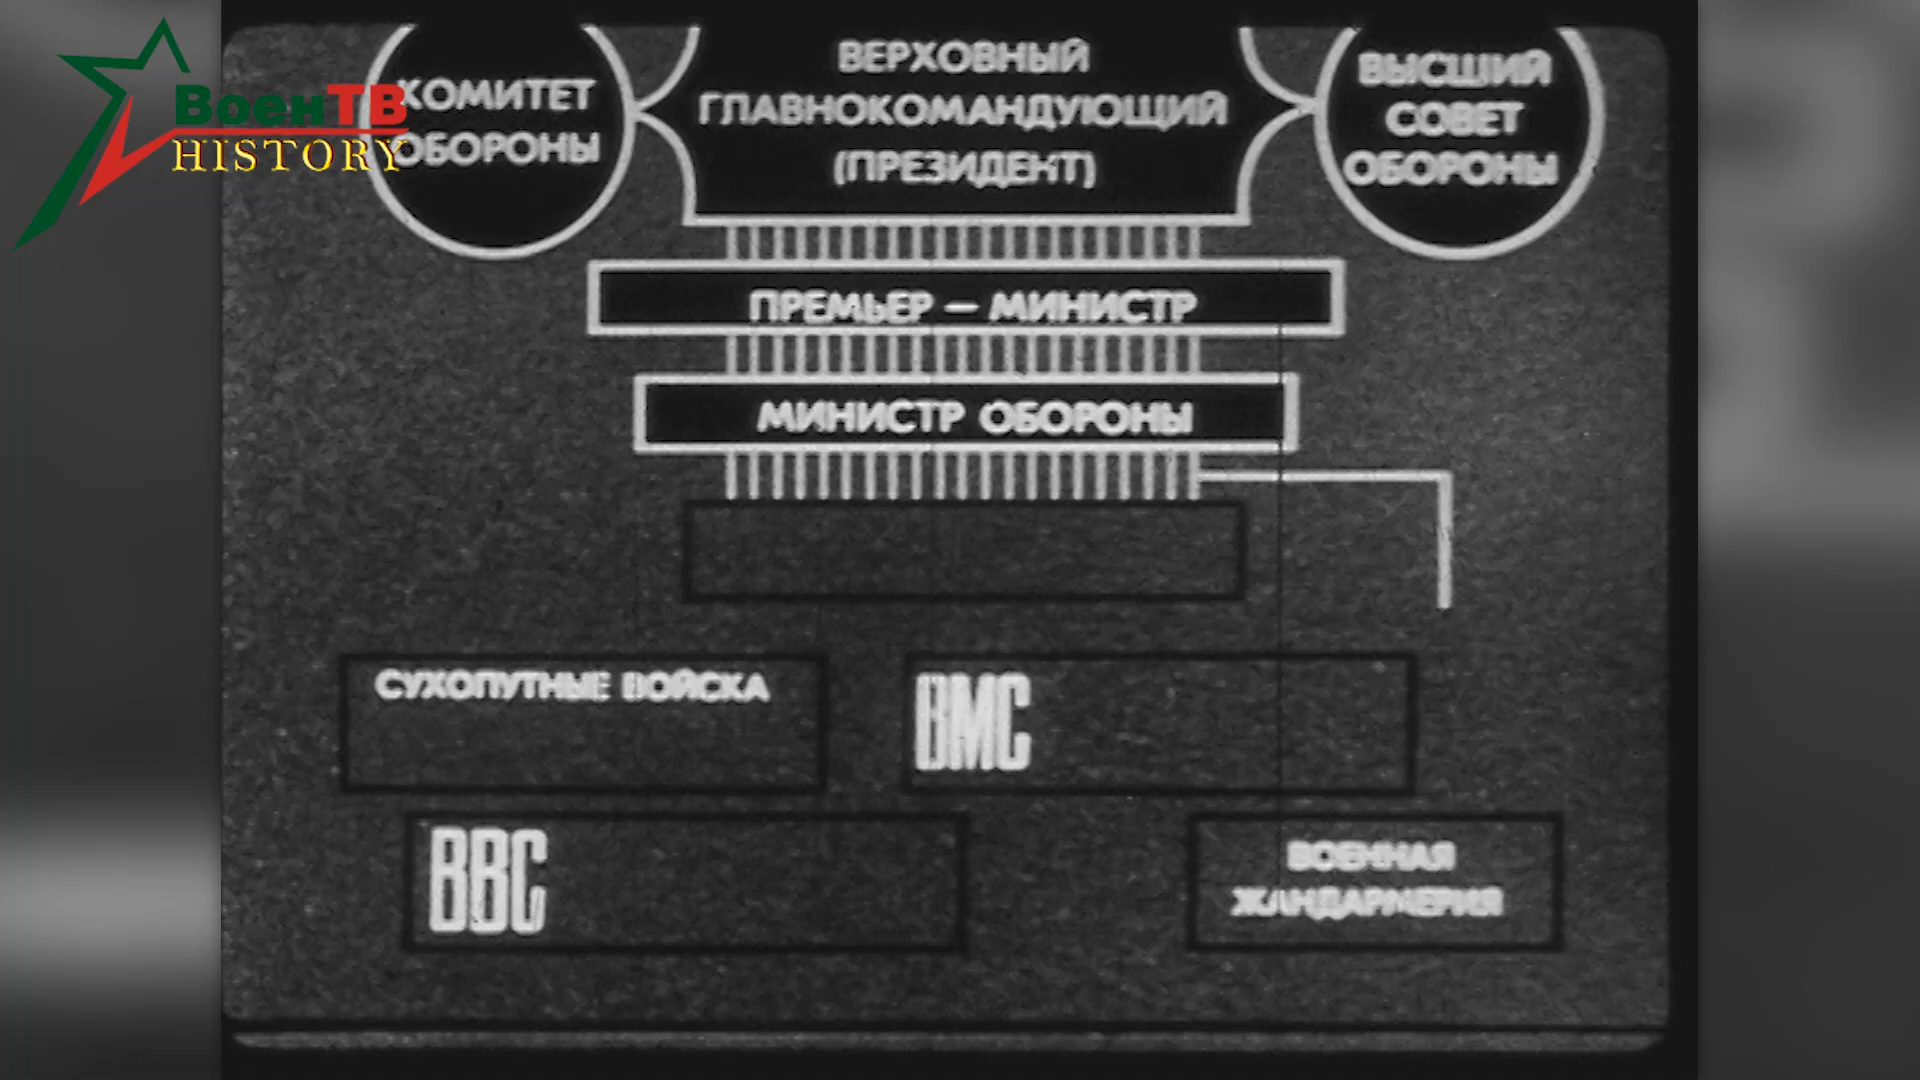 ВоенТВ
HISTORY
КОМИТЕТ
ОБОРОНЫ
ВЕРХОВНЫЙ
ГЛАВНОКОМАНДУЮЩИЙ
(ПРЕЗИДЕНТ)
ВЫСШИЙ
СОВЕТ
ОБОРОНЫ
ПРЕМЬЕР – МИНИСТР
МИНИСТР ОБОРОНЫ
СУХОПУТНЫЕ ВОЙСКА
ВМС
ВВС
ВОЕННАЯ
ЖАНДАРМЕРИЯ